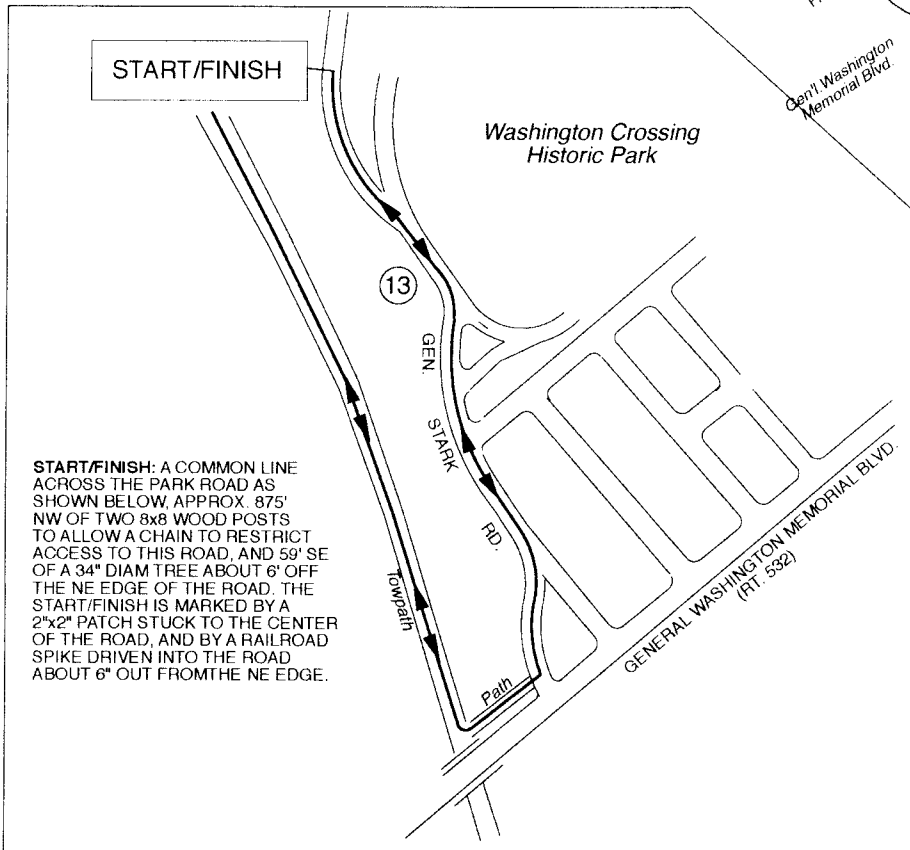 START/FINISH
Gen'l. Washington
Memorial Blvd.
Washington Crossing
Historic Park
13
GEN.
STARK
RD.
START/FINISH: A COMMON LINE
ACROSS THE PARK ROAD AS
SHOWN BELOW, APPROX. 875'
NW OF TWO 8x8 WOOD POSTS
TO ALLOW A CHAIN TO RESTRICT
ACCESS TO THIS ROAD, AND 59' SE
OF A 34" DIAM TREE ABOUT 6' OFF
THE NE EDGE OF THE ROAD. THE
START/FINISH IS MARKED BY A
2"x2" PATCH STUCK TO THE CENTER
OF THE ROAD, AND BY A RAILROAD
SPIKE DRIVEN INTO THE ROAD
ABOUT 6" OUT FROMTHE NE EDGE.
Towpath
Path
GENERAL WASHINGTON MEMORIAL BLVD.
(RT. 532)